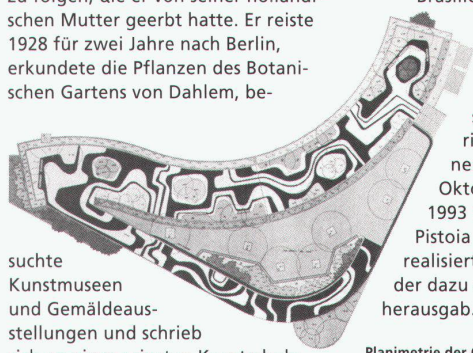 zu folgen, die er von seiner holländi-
schen Mutter geerbt hatte. Er reiste
1928 für zwei Jahre nach Berlin,
erkundete die Pflanzen des Botani-
schen Gartens von Dahlem, be-
suchte
Kunstmuseen
und Gemäldeaus-
stellungen und schrieb
ri
ne
Okt
1993
Pistoia
realisiert
der dazu
herausgab.
Planimetrie der